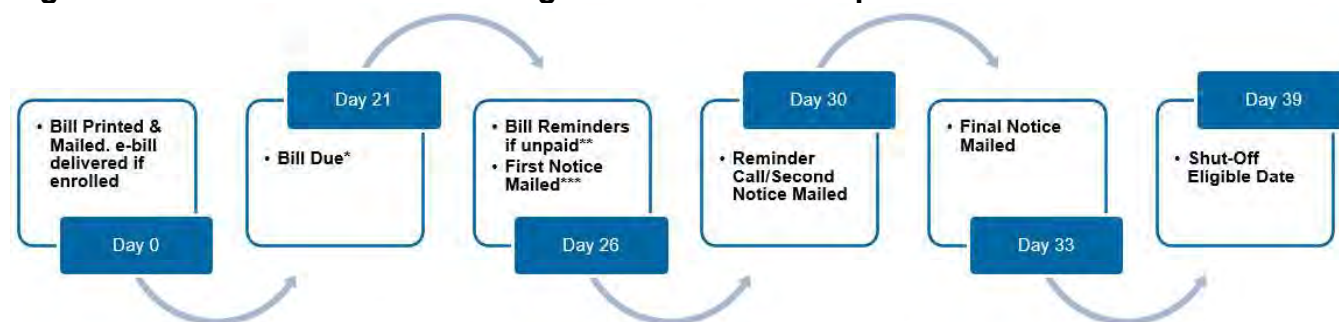 • Bill Printed &
Mailed. e-bill
delivered if
enrolled
Day 0
Day 21
• Bill Due*
• Bill Reminders
if unpaid**
• First Notice
Mailed***
Day 26
Day 30
• Reminder
Call/Second
Notice Mailed
• Final Notice
Mailed
Day 33
Day 39
• Shut-Off
Eligible Date